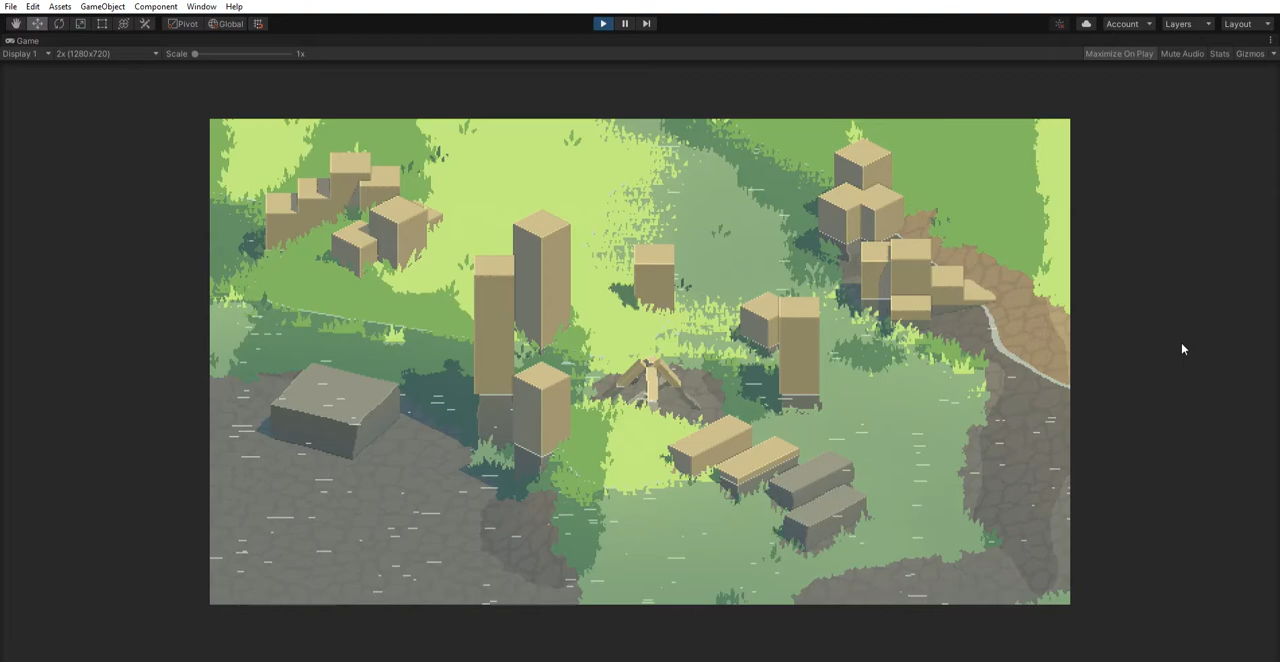 File Edit Assets GameObject Component Window Help
Pivot Global Account Layers Layout
Game
Display 1 2x (1280x720) Scale 1x Maximize On Play Mute Audio Stats Gizmos